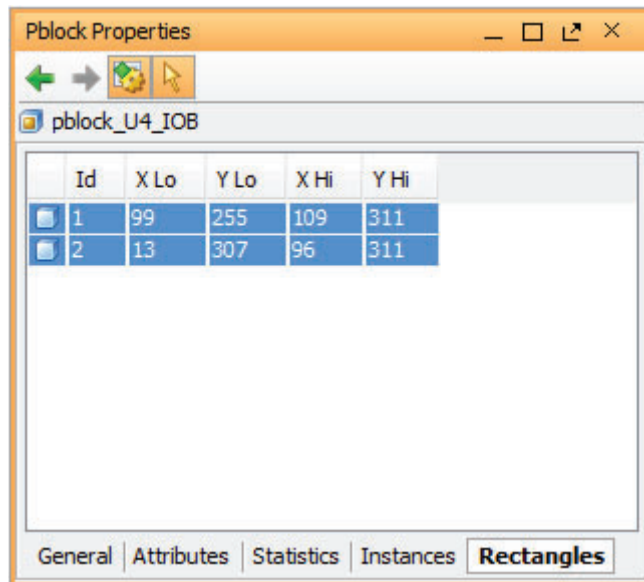 Pblock Properties
pblock_U4_IOB
Id X Lo Y Lo X Hi Y Hi
1 99 255 109 311
2 13 307 96 311
General Attributes Statistics Instances Rectangles